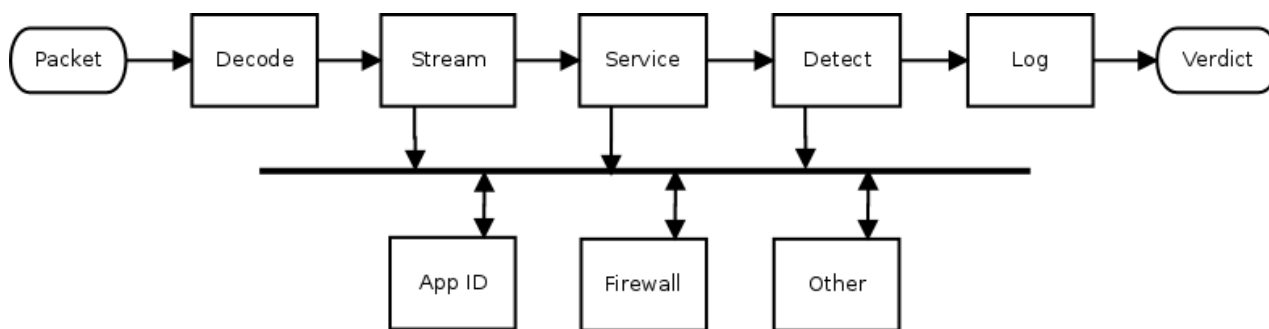 Packet
Decode
Stream
Service
Detect
Log
Verdict
App ID
Firewall
Other